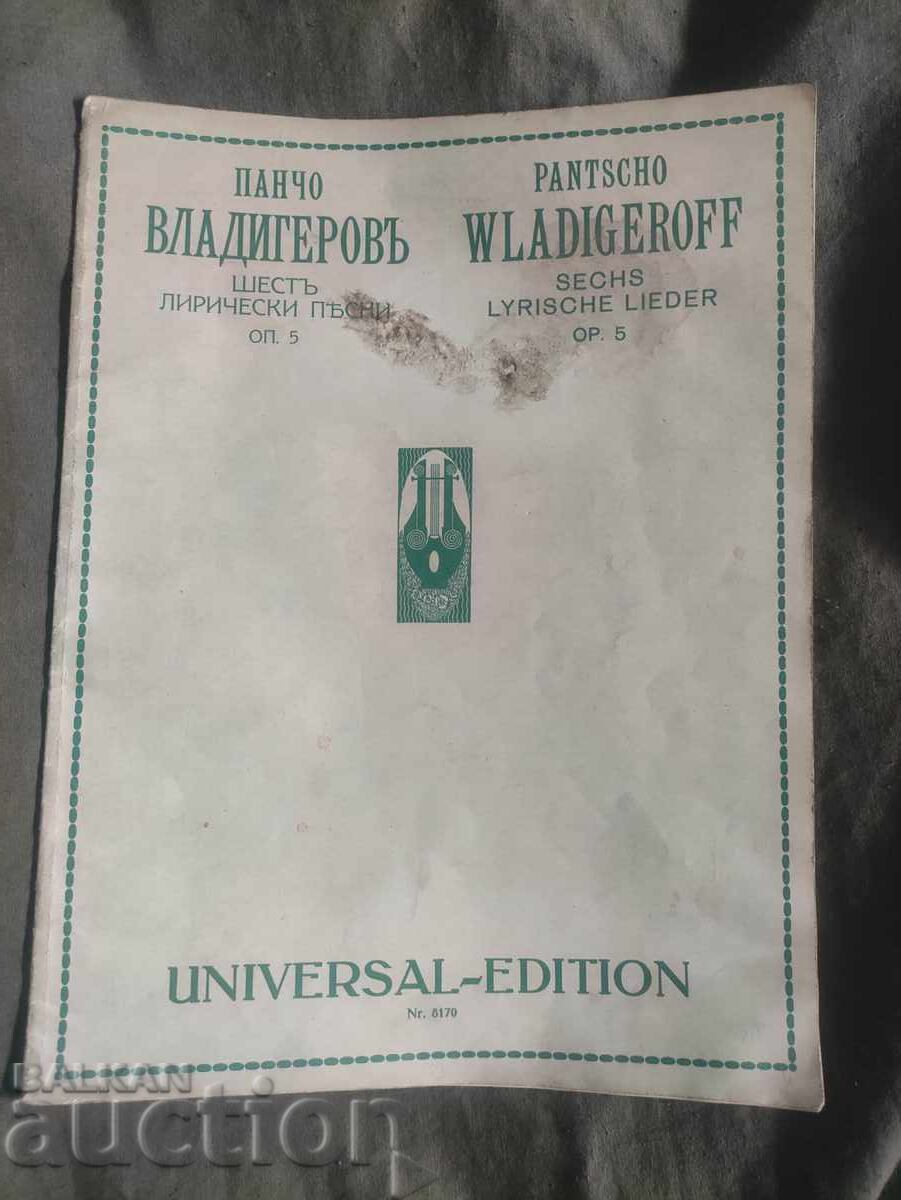 ПАНЧО
ВЛАДИГЕРОВЪ
ШЕСТЪ
ЛИРИЧЕСКИ ПѢСНИ
ОП. 5
PANTSCHO
WLADIGEROFF
SECHS
LYRISCHE LIEDER
OP. 5
UNIVERSAL-EDITION
Nr. 8170
BALKAN
auction